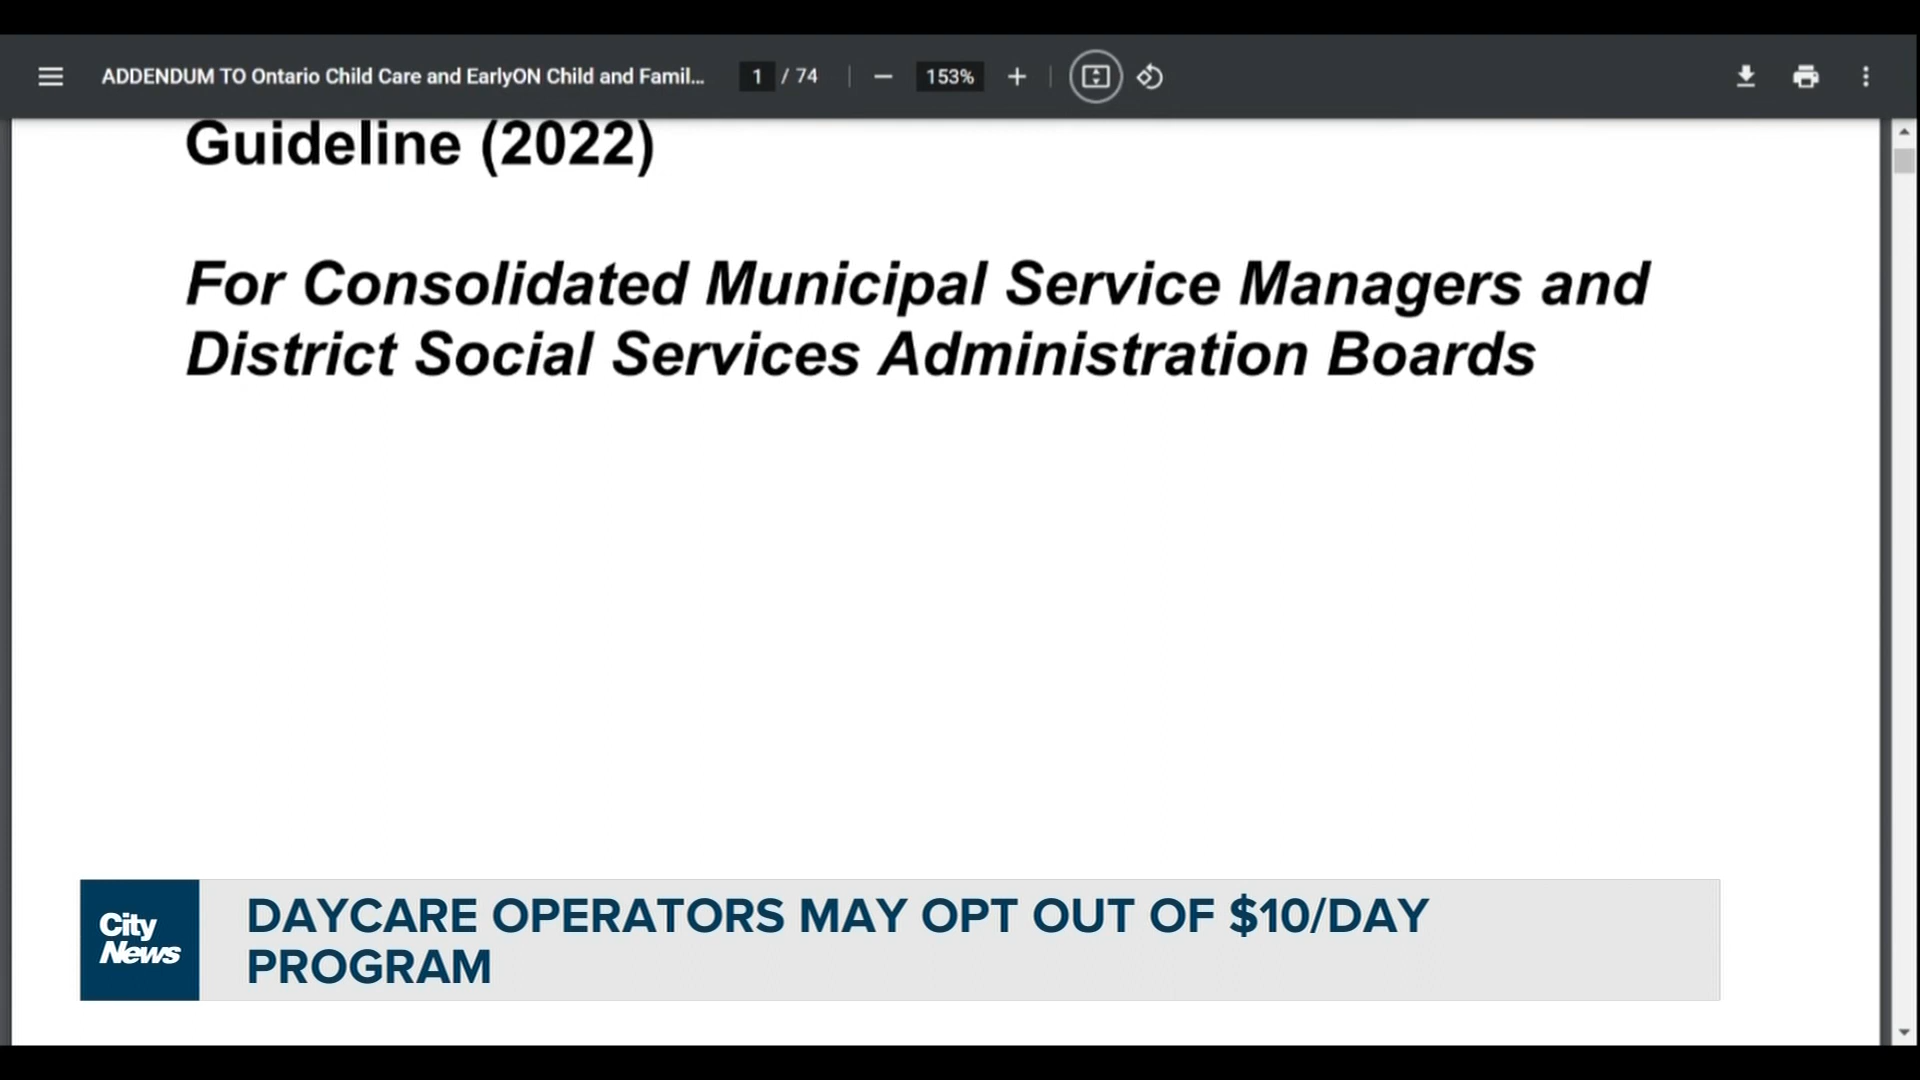 ADDENDUM TO Ontario Child Care and EarlyON Child and Famil... 1 / 74 153%
Guideline (2022)
For Consolidated Municipal Service Managers and
District Social Services Administration Boards
City
News
DAYCARE OPERATORS MAY OPT OUT OF $10/DAY
PROGRAM